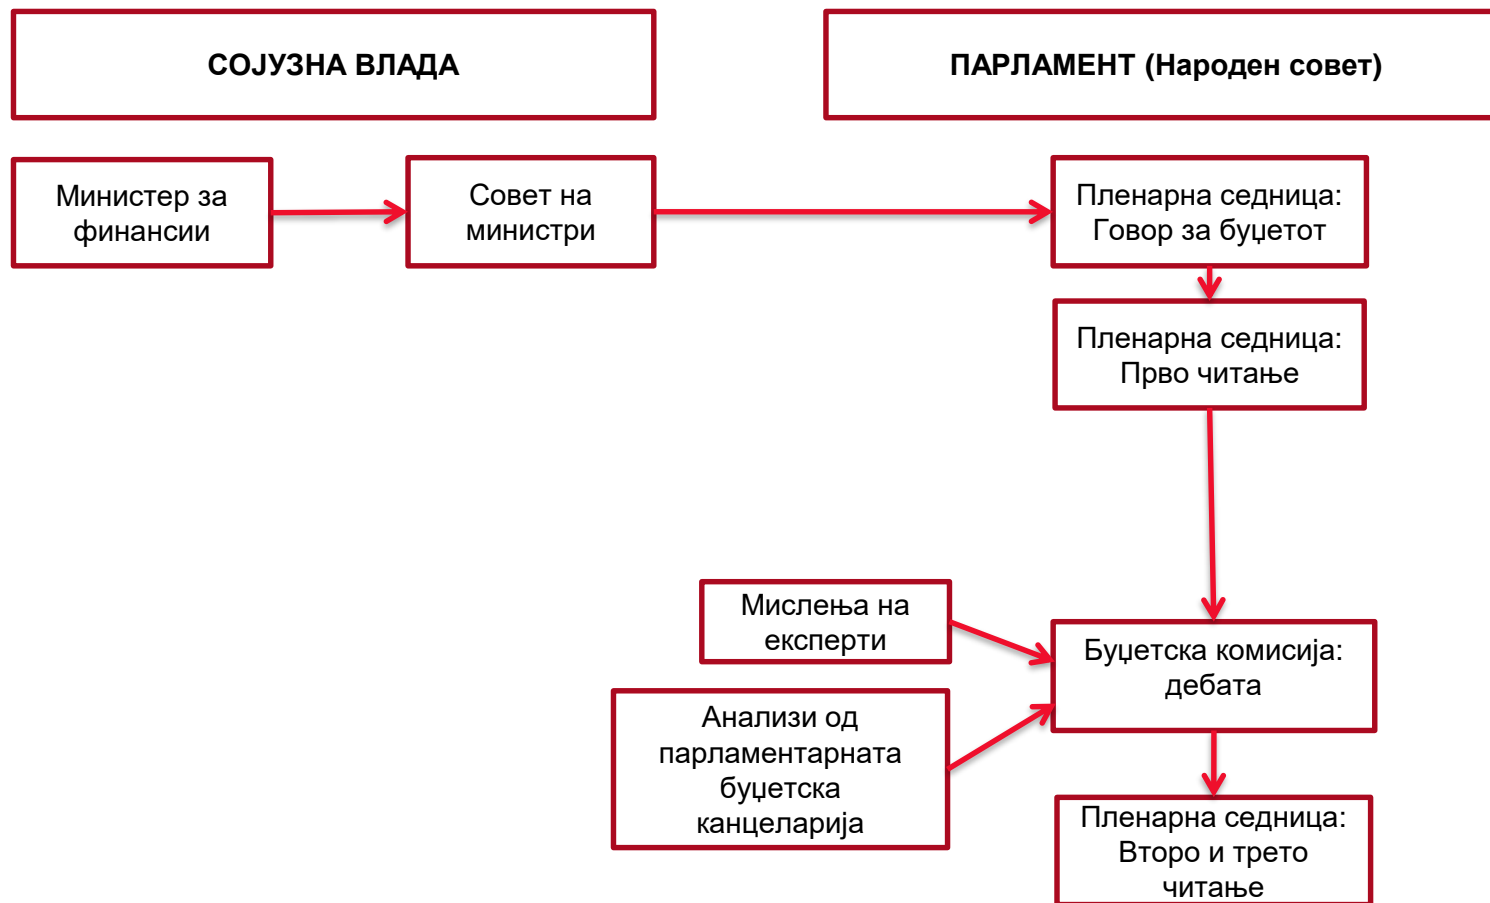 СОЈУЗНА ВЛАДА
ПАРЛАМЕНТ (Народен совет)
Министер за
финансии
Совет на
министри
Пленарна седница:
Говор за буџетот
Пленарна седница:
Прво читање
Мислења на
експерти
Буџетска комисија:
дебата
Анализи од
парламентарната
буџетска
канцеларија
Пленарна седница:
Второ и трето
читање